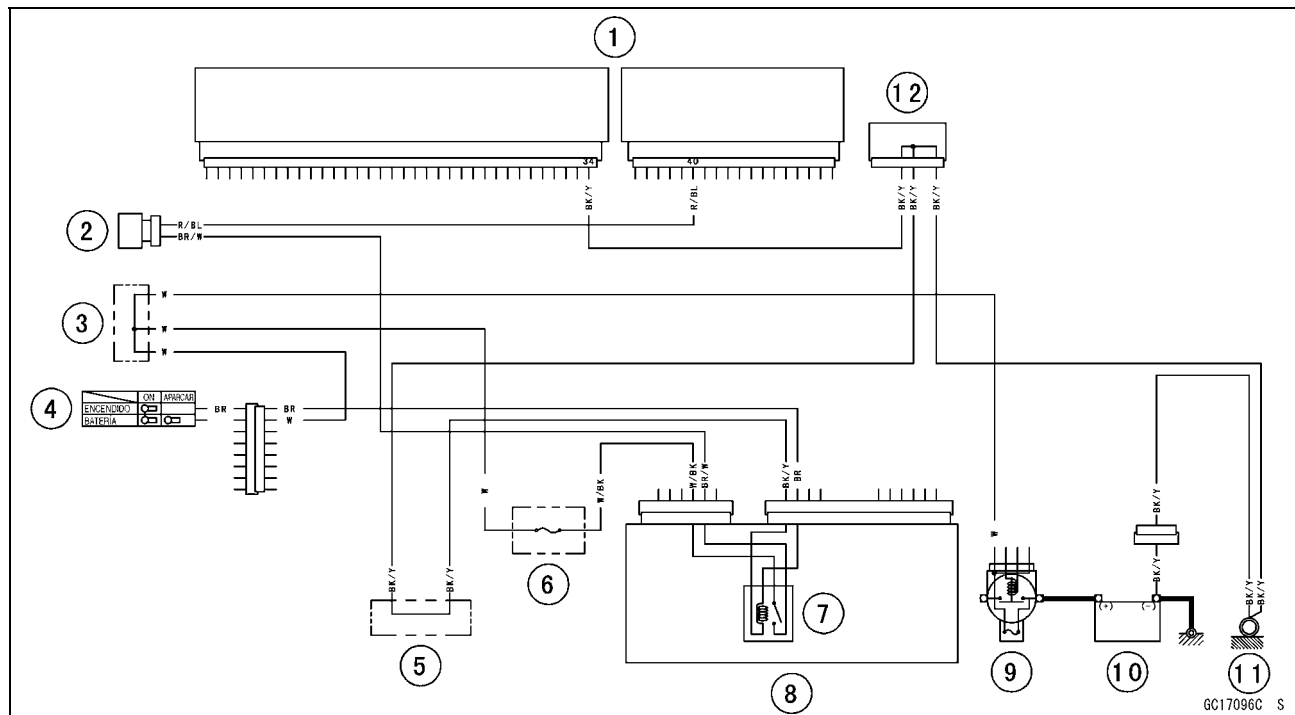 1
12
34
40
BK/Y
R/BL
BK/Y
BK/Y
BK/Y
2
R/BL
BR/W
3
W
W
W
4
ON APARCAR
ENCENDIDO
BATERIA
BR
BR
W
W
W/BK
W/BK
BR/W
BK/Y
BR
BK/Y
BK/Y
W
BK/Y
BK/Y
BK/Y
BK/Y
(+)
(-)
5
6
7
8
9
10
11
GC17096C S